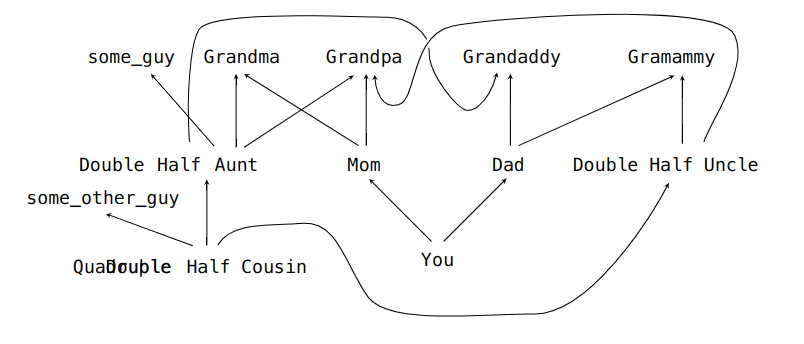 some_guy Grandma Grandpa Grandaddy Gramammy
Double Half Aunt Mom Dad Double Half Uncle
some_other_guy
Quadruple Half Cousin You